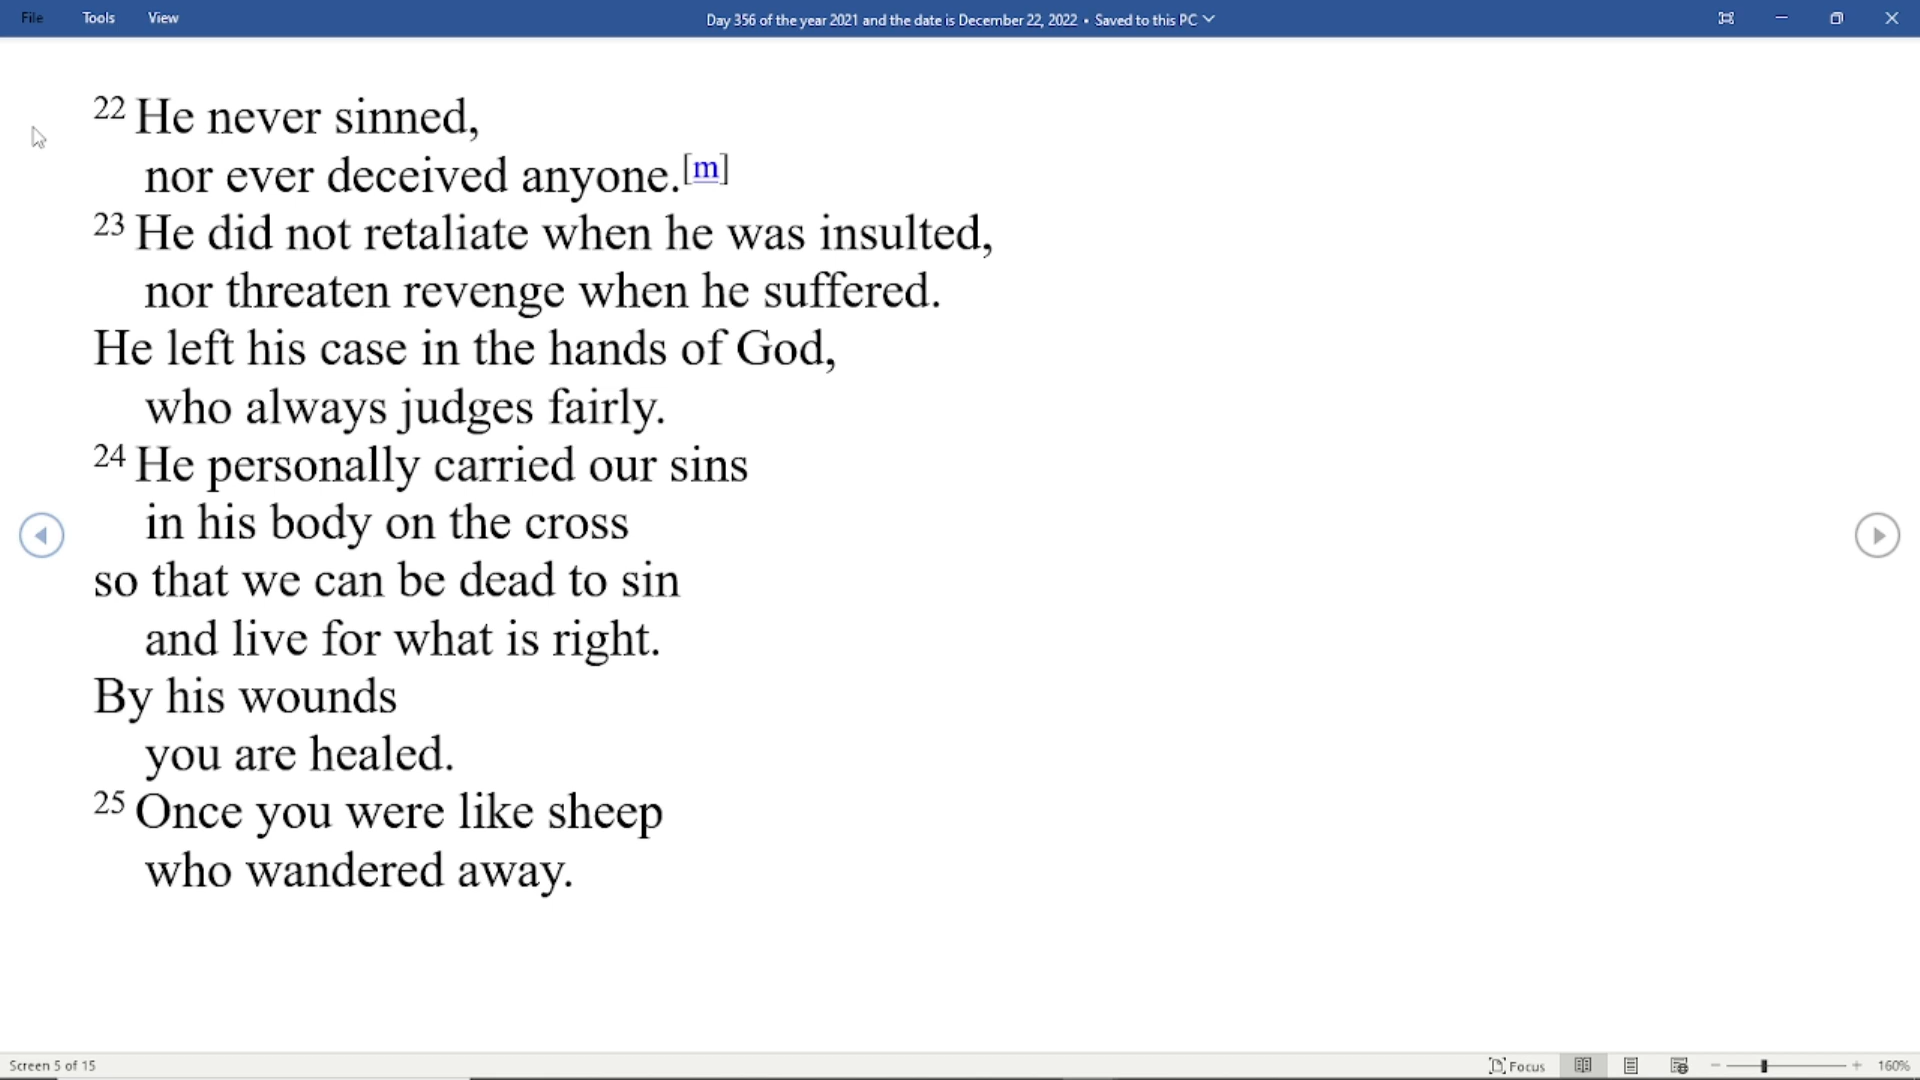 File Tools View Day 356 of the year 2021 and the date is December 22, 2022 • Saved to this PC
22 He never sinned,
nor ever deceived anyone.[m]
23 He did not retaliate when he was insulted,
nor threaten revenge when he suffered.
He left his case in the hands of God,
who always judges fairly.
24 He personally carried our sins
in his body on the cross
so that we can be dead to sin
and live for what is right.
By his wounds
you are healed.
25 Once you were like sheep
who wandered away.
Screen 5 of 15 Focus 160%